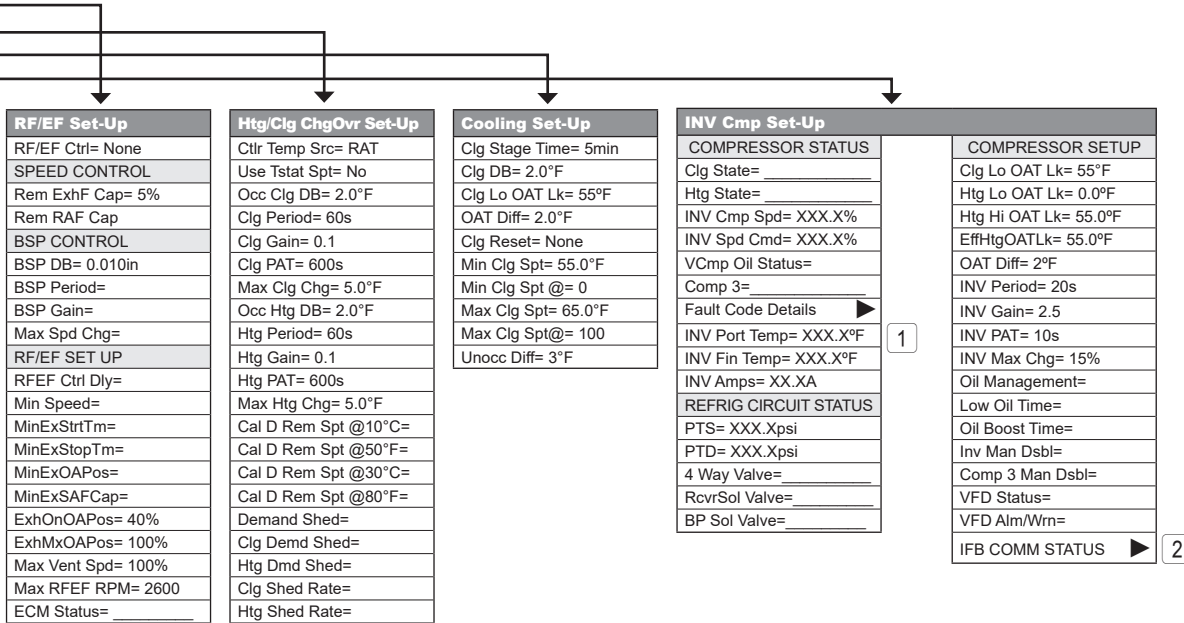 RF/EF Set-Up
RF/EF Ctrl= None
SPEED CONTROL
Rem ExhF Cap= 5%
Rem RAF Cap
BSP CONTROL
BSP DB= 0.010in
BSP Period=
BSP Gain=
Max Spd Chg=
RF/EF SET UP
RFEF Ctrl Dly=
Min Speed=
MinExStrtTm=
MinExStopTm=
MinExOAPos=
MinExSAFCap=
ExhOnOAPos= 40%
ExhMxOAPos= 100%
Max Vent Spd= 100%
Max RFEF RPM= 2600
ECM Status= _________
Htg/Clg ChgOvr Set-Up
Ctlr Temp Src= RAT
Use Tstat Spt= No
Occ Clg DB= 2.0°F
Clg Period= 60s
Clg Gain= 0.1
Clg PAT= 600s
Max Clg Chg= 5.0°F
Occ Htg DB= 2.0°F
Htg Period= 60s
Htg Gain= 0.1
Htg PAT= 600s
Max Htg Chg= 5.0°F
Cal D Rem Spt @10°C=
Cal D Rem Spt @50°F=
Cal D Rem Spt @30°C=
Cal D Rem Spt @80°F=
Demand Shed=
Clg Demd Shed=
Htg Dmd Shed=
Clg Shed Rate=
Htg Shed Rate=
Cooling Set-Up
Clg Stage Time= 5min
Clg DB= 2.0°F
Clg Lo OAT Lk= 55ºF
OAT Diff= 2.0°F
Clg Reset= None
Min Clg Spt= 55.0°F
Min Clg Spt @= 0
Max Clg Spt= 65.0°F
Max Clg Spt@= 100
Unocc Diff= 3°F
INV Cmp Set-Up
COMPRESSOR STATUS
Clg State= ____________
Htg State= ____________
INV Cmp Spd= XXX.X%
INV Spd Cmd= XXX.X%
VCmp Oil Status=
Comp 3=_____________
Fault Code Details ▶
INV Port Temp= XXX.XºF
1
INV Fin Temp= XXX.XºF
INV Amps= XX.XA
REFRIG CIRCUIT STATUS
PTS= XXX.Xpsi
PTD= XXX.Xpsi
4 Way Valve=__________
RcvrSol Valve=__________
BP Sol Valve=_________
COMPRESSOR SETUP
Clg Lo OAT Lk= 55°F
Htg Lo OAT Lk= 0.0ºF
Htg Hi OAT Lk= 55.0ºF
EffHtgOATLk= 55.0ºF
OAT Diff= 2ºF
INV Period= 20s
INV Gain= 2.5
INV PAT= 10s
INV Max Chg= 15%
Oil Management=
Low Oil Time=
Oil Boost Time=
Inv Man Dsbl=
Comp 3 Man Dsbl=
VFD Status=
VFD Alm/Wrn=
IFB COMM STATUS ▶ 2